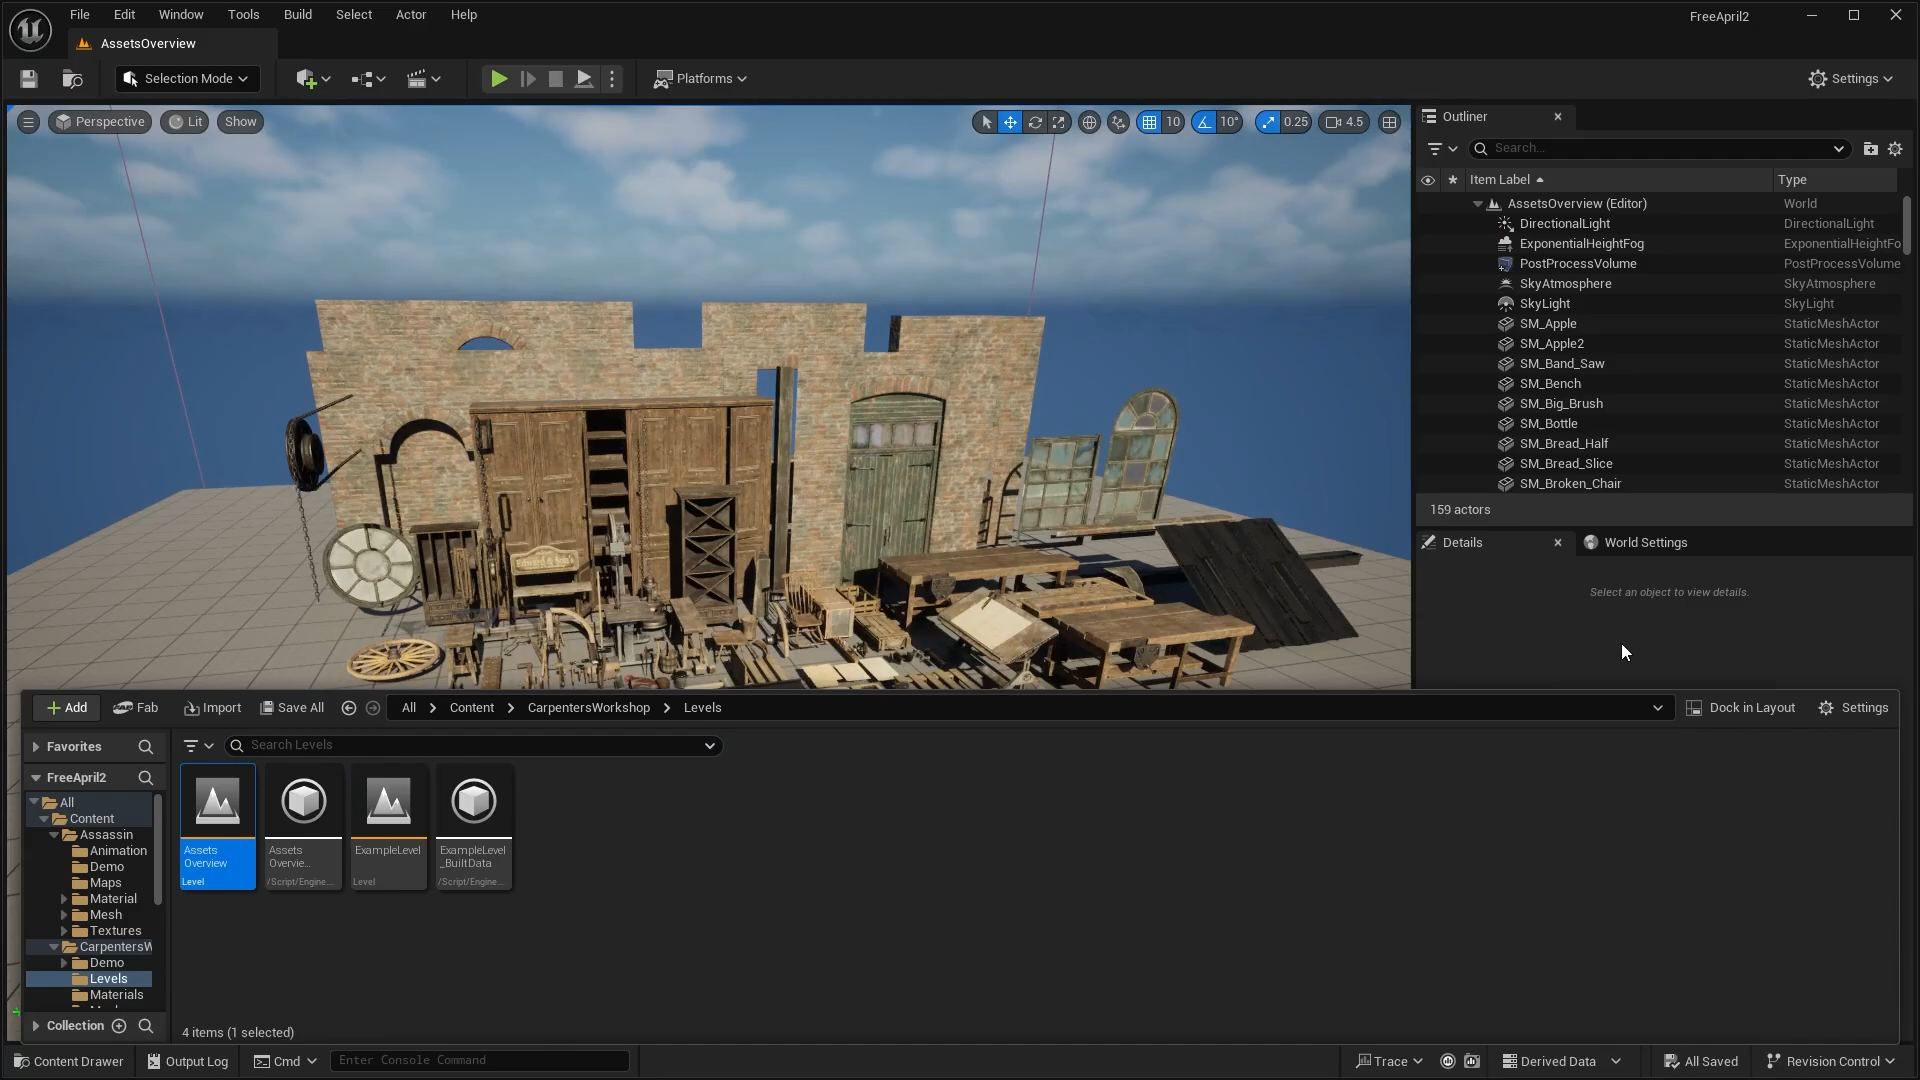 File Edit Window Tools Build Select Actor Help
FreeApril2
AssetsOverview
Selection Mode
Platforms
Settings
Perspective Lit Show
10 10° 0.25 4.5
Outliner
Search...
Item Label Type
AssetsOverview (Editor) World
DirectionalLight DirectionalLight
ExponentialHeightFog ExponentialHeightFo
PostProcessVolume PostProcessVolume
SkyAtmosphere SkyAtmosphere
SkyLight SkyLight
SM_Apple StaticMeshActor
SM_Apple2 StaticMeshActor
SM_Band_Saw StaticMeshActor
SM_Bench StaticMeshActor
SM_Big_Brush StaticMeshActor
SM_Bottle StaticMeshActor
SM_Bread_Half StaticMeshActor
SM_Bread_Slice StaticMeshActor
SM_Broken_Chair StaticMeshActor
159 actors
Details World Settings
Select an object to view details.
Add Fab Import Save All All Content CarpentersWorkshop Levels Dock in Layout Settings
Favorites
Search Levels
FreeApril2
All
Content
Assassin
Animation
Demo
Maps
Material
Mesh
Textures
CarpentersW
Demo
Levels
Materials
Collection
Assets
Overview
Level
Assets
Overvie...
/Script/Engine...
ExampleLevel
Level
ExampleLevel
_BuiltData
/Script/Engine...
4 items (1 selected)
Content Drawer Output Log Cmd Enter Console Command Trace Derived Data All Saved Revision Control